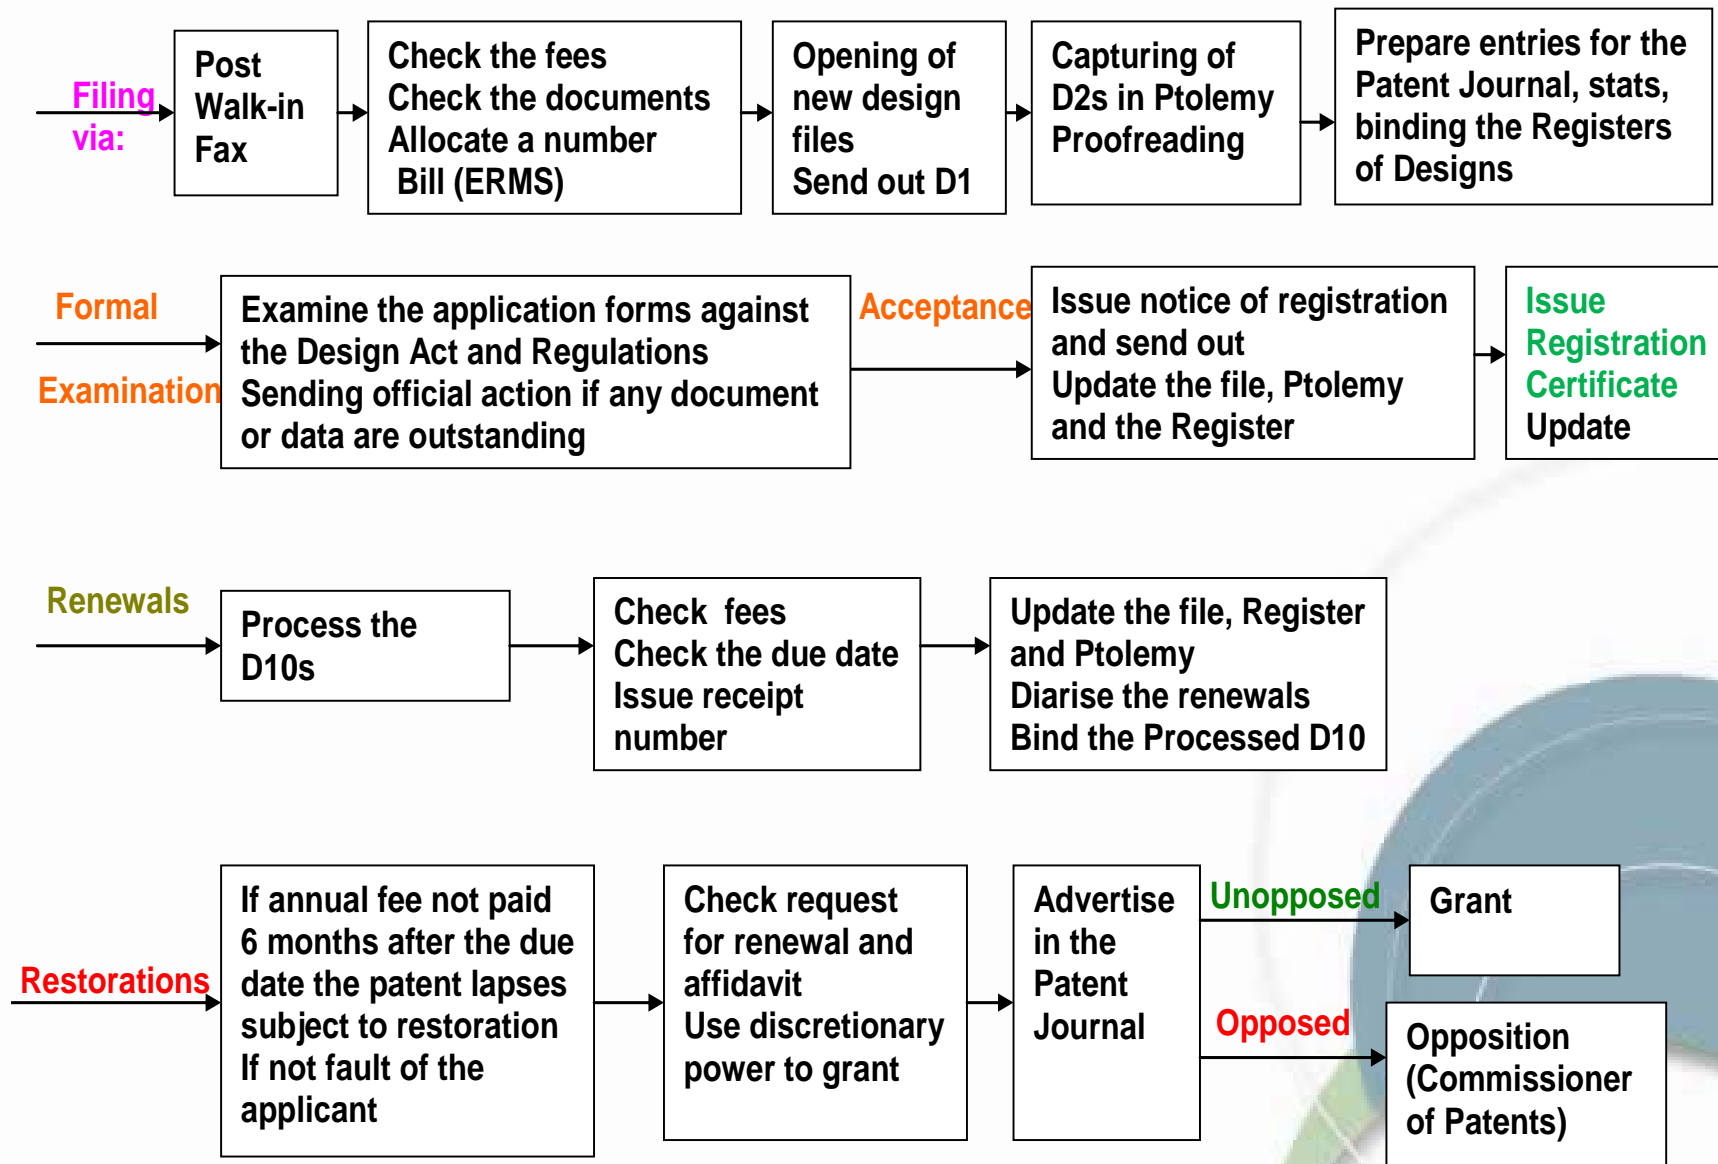 Filing
via:
Post
Walk-in
Fax
Check the fees
Check the documents
Allocate a number
Bill (ERMS)
Opening of
new design
files
Send out D1
Capturing of
D2s in Ptolemy
Proofreading
Prepare entries for the
Patent Journal, stats,
binding the Registers
of Designs
Formal
Examination
Examine the application forms against
the Design Act and Regulations
Sending official action if any document
or data are outstanding
Acceptance
Issue notice of registration
and send out
Update the file, Ptolemy
and the Register
Issue
Registration
Certificate
Update
Renewals
Process the
D10s
Check fees
Check the due date
Issue receipt
number
Update the file, Register
and Ptolemy
Diarise the renewals
Bind the Processed D10
Restorations
If annual fee not paid
6 months after the due
date the patent lapses
subject to restoration
If not fault of the
applicant
Check request
for renewal and
affidavit
Use discretionary
power to grant
Advertise
in the
Patent
Journal
Unopposed
Grant
Opposed
Opposition
(Commissioner
of Patents)